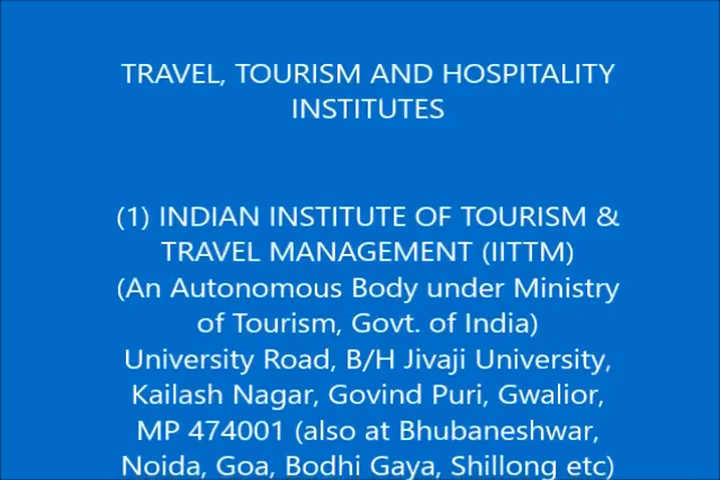 TRAVEL, TOURISM AND HOSPITALITY
INSTITUTES
(1) INDIAN INSTITUTE OF TOURISM &
TRAVEL MANAGEMENT (IITTM)
(An Autonomous Body under Ministry
of Tourism, Govt. of India)
University Road, B/H Jivaji University,
Kailash Nagar, Govind Puri, Gwalior,
MP 474001 (also at Bhubaneshwar,
Noida, Goa, Bodhi Gaya, Shillong etc)